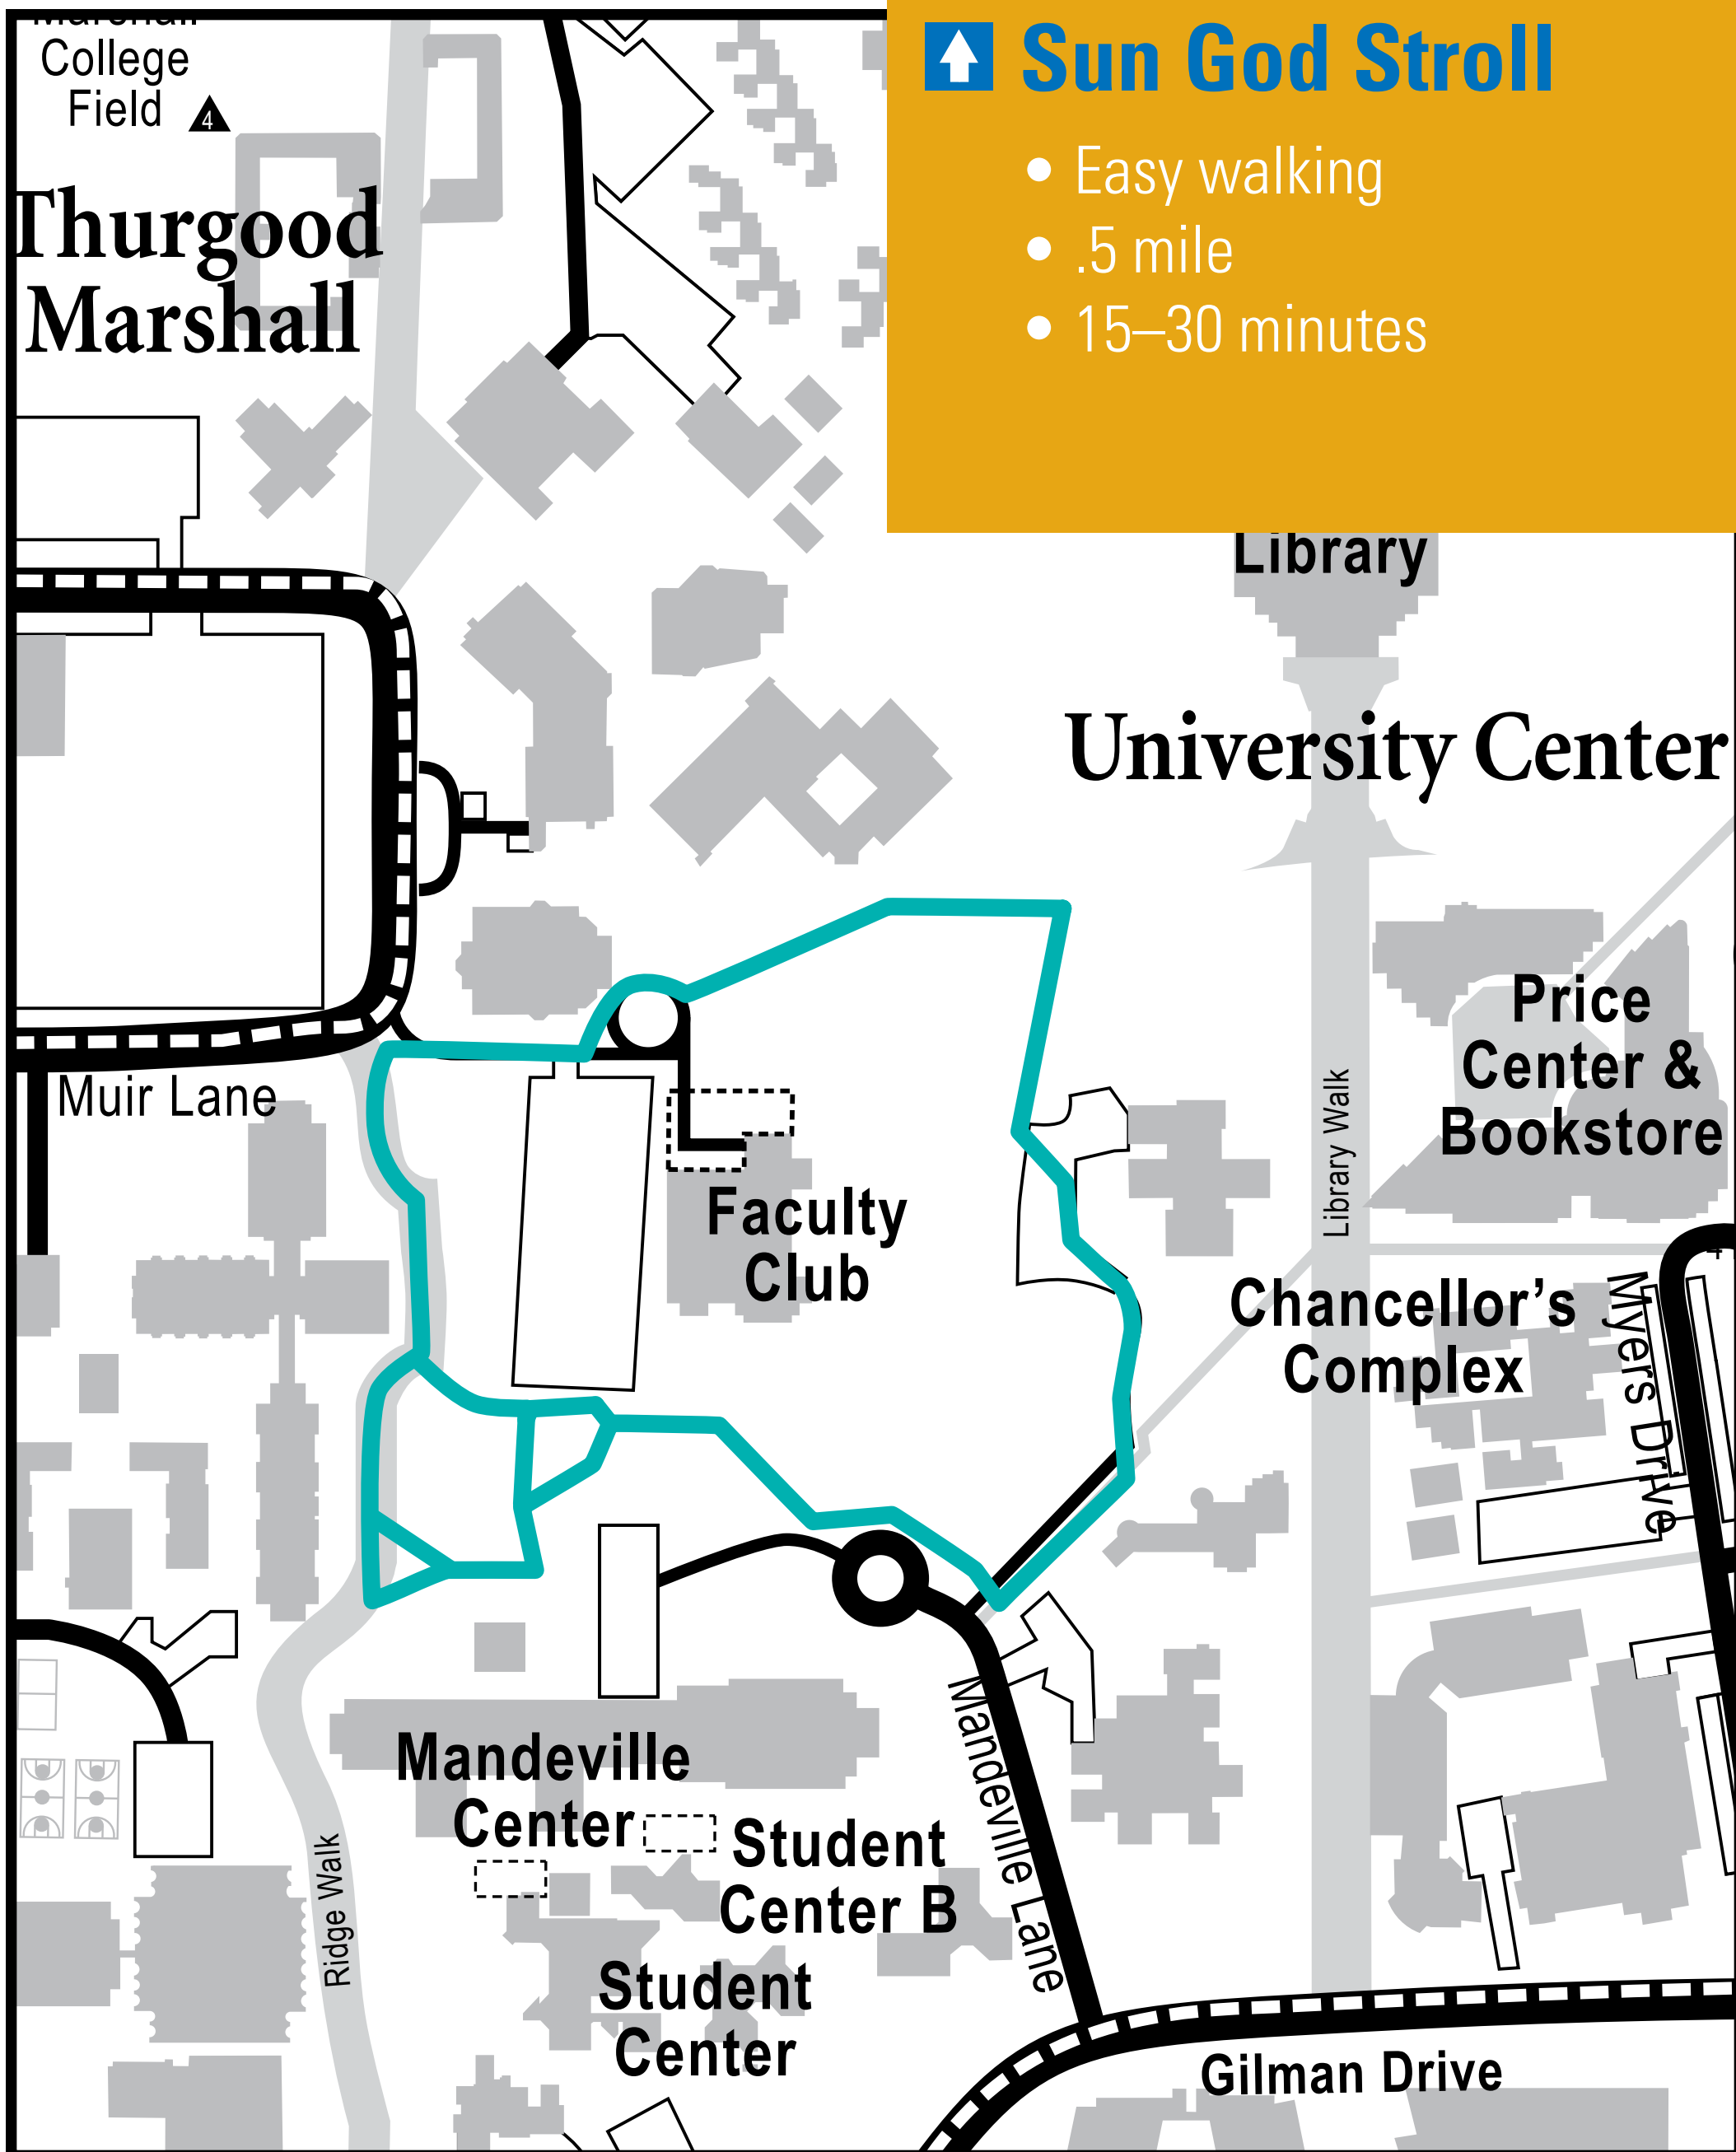 Marshall
College
Field
4
Thurgood
Marshall
Sun God Stroll
• Easy walking
• .5 mile
• 15–30 minutes
Library
University Center
Price
Center &
Bookstore
Muir Lane
Library Walk
Faculty
Club
Chancellor’s
Complex
Myers Drive
Mandeville
Center
Student
Center B
Mandeville Lane
Ridge Walk
Student
Center
Gilman Drive